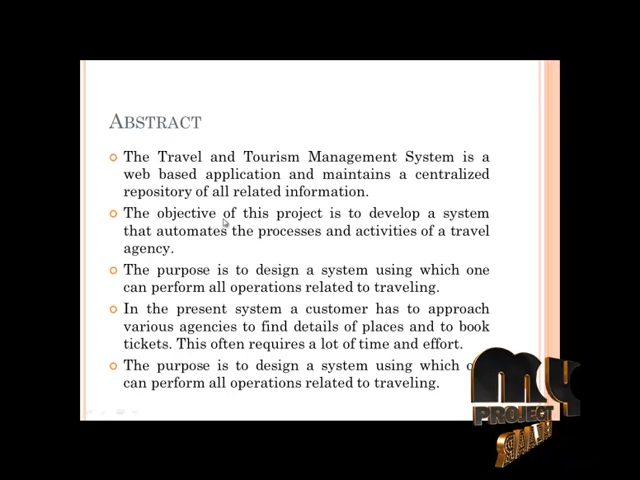 ABSTRACT
The Travel and Tourism Management System is a
web based application and maintains a centralized
repository of all related information.
The objective of this project is to develop a system
that automates the processes and activities of a travel
agency.
The purpose is to design a system using which one
can perform all operations related to traveling.
In the present system a customer has to approach
various agencies to find details of places and to book
tickets. This often requires a lot of time and effort.
The purpose is to design a system using which
can perform all operations related to traveling.
PROJECT